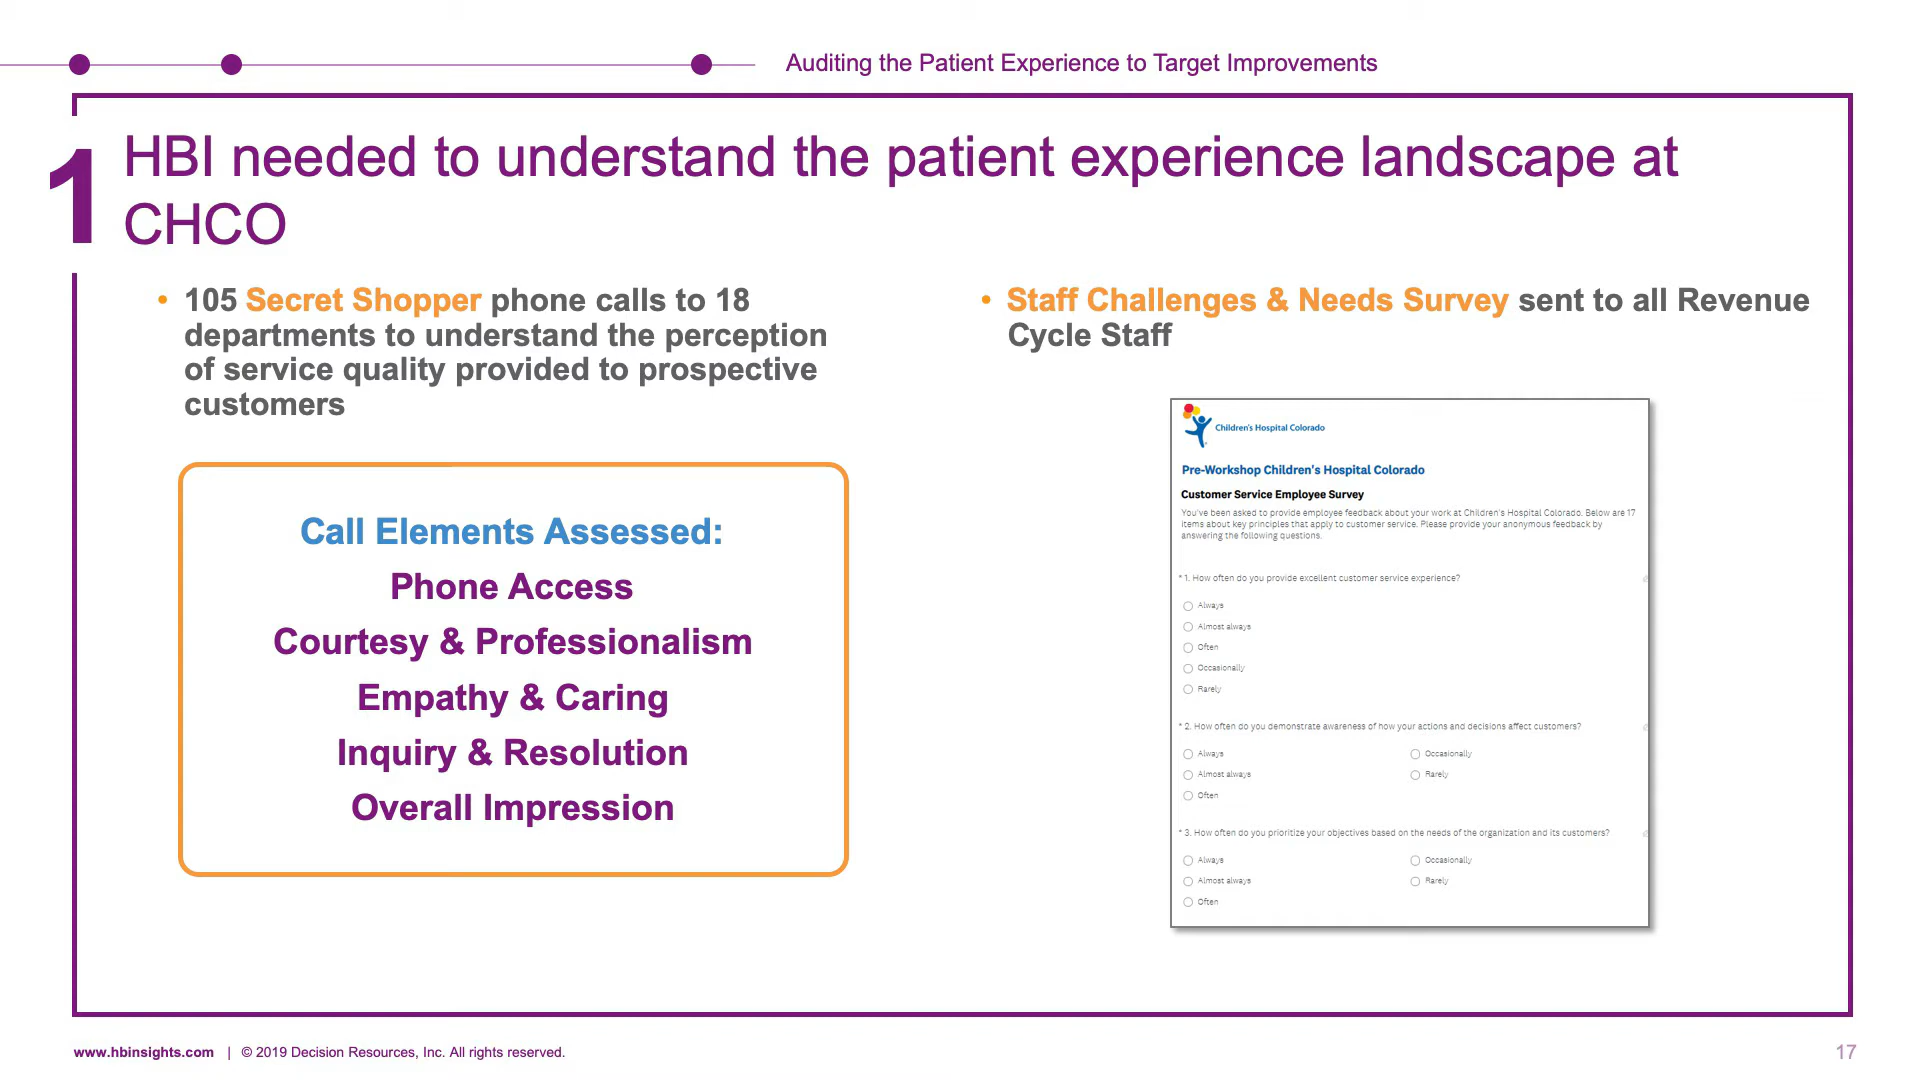 Auditing the Patient Experience to Target Improvements
1
HBI needed to understand the patient experience landscape at
CHCO
• 105 Secret Shopper phone calls to 18
departments to understand the perception
of service quality provided to prospective
customers
Call Elements Assessed:
Phone Access
Courtesy & Professionalism
Empathy & Caring
Inquiry & Resolution
Overall Impression
• Staff Challenges & Needs Survey sent to all Revenue
Cycle Staff
Children's Hospital Colorado
Pre-Workshop Children's Hospital Colorado
Customer Service Employee Survey
You've been asked to provide employee feedback about your work at Children's Hospital Colorado. Below are 17
items about key principles that apply to customer service. Please provide your anonymous feedback by
answering the following questions.
* 1. How often do you provide excellent customer service experience?
Always
Almost always
Often
Occasionally
Rarely
* 2. How often do you demonstrate awareness of how your actions and decisions affect customers?
Always
Occasionally
Almost always
Rarely
Often
* 3. How often do you prioritize your objectives based on the needs of the organization and its customers?
Always
Occasionally
Almost always
Rarely
Often
www.hbinsights.com | © 2019 Decision Resources, Inc. All rights reserved.
17